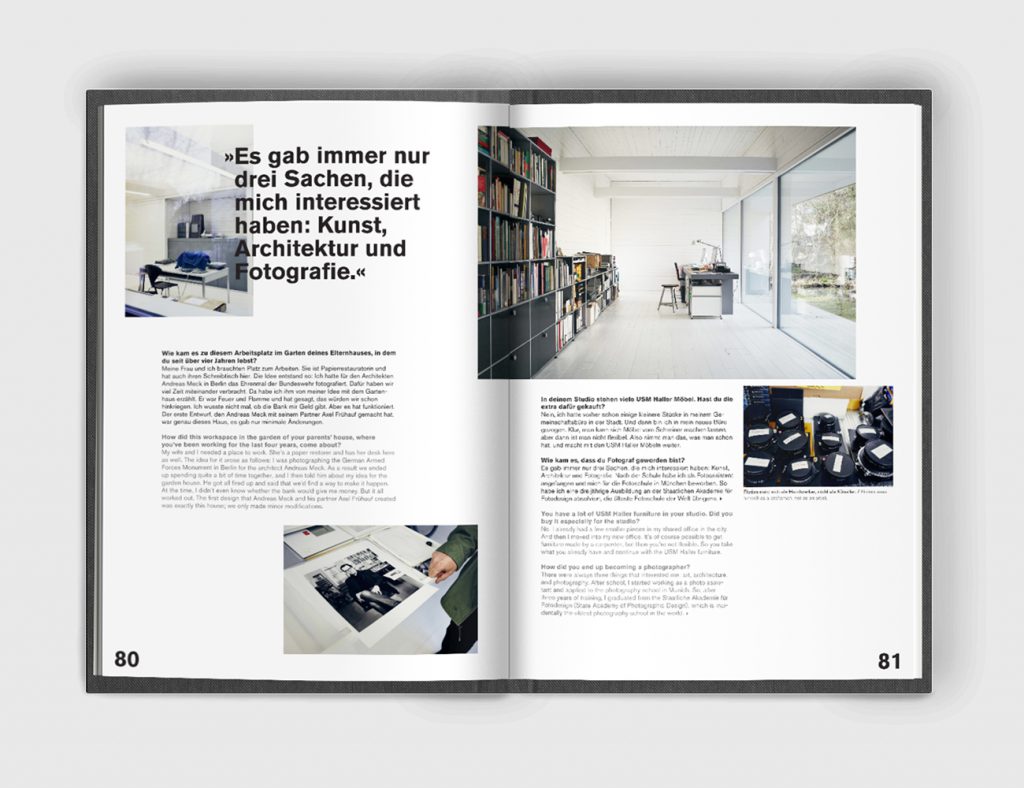 »Es gab immer nur
drei Sachen, die
mich interessiert
haben: Kunst,
Architektur und
Fotografie.«
Wie kam es zu diesem Arbeitsplatz im Garten deines Elternhauses, in dem
du seit über vier Jahren lebst?
Meine Frau und ich brauchten Platz zum Arbeiten. Sie ist Papierrestauratorin und
hat auch ihren Schreibtisch hier. Die Idee entstand so: Ich hatte für den Architekten
Andreas Meck in Berlin das Ehrenmal der Bundeswehr fotografiert. Dafür haben wir
viel Zeit miteinander verbracht. Da habe ich ihm von meiner Idee mit dem Garten-
haus erzählt. Er war Feuer und Flamme und hat gesagt, das würden wir schon
hinkriegen. Ich wusste nicht mal, ob die Bank mir Geld gibt. Aber es hat funktioniert.
Der erste Entwurf, den Andreas Meck mit seinem Partner Axel Frühauf gemacht hat,
war genau dieses Haus, es gab nur minimale Änderungen.
How did this workspace in the garden of your parents' house, where
you've been working for the last four years, come about?
My wife and I needed a place to work. She's a paper restorer and has her desk here
as well. The idea for it arose as follows: I was photographing the German Armed
Forces Monument in Berlin for the architect Andreas Meck. As a result we ended
up spending quite a bit of time together, and I then told him about my idea for the
garden house. He got all fired up and said that we'd find a way to make it happen.
At the time, I didn't even know whether the bank would give me money. But it all
worked out. The first design that Andreas Meck and his partner Axel Frühauf created
was exactly this house; we only made minor modifications.
80
In deinem Studio stehen viele USM Haller Möbel. Hast du die
extra dafür gekauft?
Nein, ich hatte vorher schon einige kleinere Stücke in meinem Ge-
meinschaftsbüro in der Stadt. Und dann bin ich in mein neues Büro
gezogen. Klar, man kann sich Möbel vom Schreiner machen lassen,
aber dann ist man nicht flexibel. Also nimmt man das, was man schon
hat, und macht mit den USM Haller Möbeln weiter.
Wie kam es, dass du Fotograf geworden bist?
Es gab immer nur drei Sachen, die mich interessiert haben: Kunst,
Architektur und Fotografie. Nach der Schule habe ich als Fotoassistent
angefangen und mich für die Fotoschule in München beworben. So
habe ich eine dreijährige Ausbildung an der Staatlichen Akademie für
Fotodesign absolviert, die älteste Fotoschule der Welt übrigens.
You have a lot of USM Haller furniture in your studio. Did you
buy it especially for the studio?
No, I already had a few smaller pieces in my shared office in the city.
And then I moved into my new office. It's of course possible to get
furniture made by a carpenter, but then you're not flexible. So you take
what you already have and continue with the USM Haller furniture.
How did you end up becoming a photographer?
There were always three things that interested me: art, architecture
and photography. After school, I started working as a photo assis-
tant and applied to the photography school in Munich. So, after
three years of training, I graduated from the Staatliche Akademie für
Fotodesign (State Academy of Photographic Design), which is inci-
dentally the oldest photography school in the world.
81